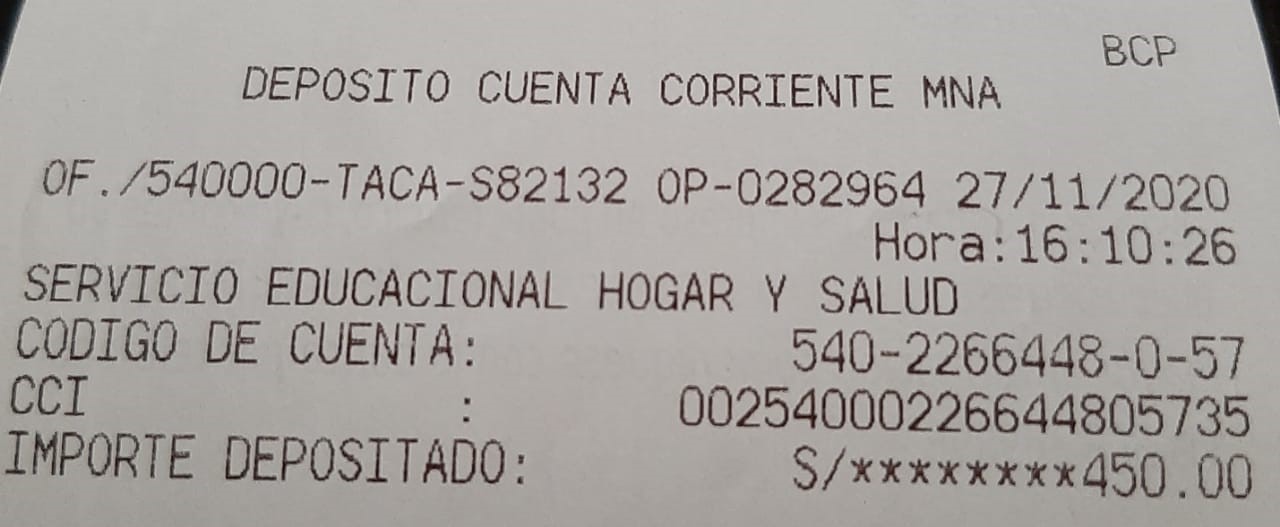 BCP
DEPOSITO CUENTA CORRIENTE MNA
OF./540000-TACA-S82132 OP-0282964 27/11/2020
Hora:16:10:26
SERVICIO EDUCACIONAL HOGAR Y SALUD
CODIGO DE CUENTA: 540-2266448-0-57
CCI : 00254000226644805735
IMPORTE DEPOSITADO: S/********450.00